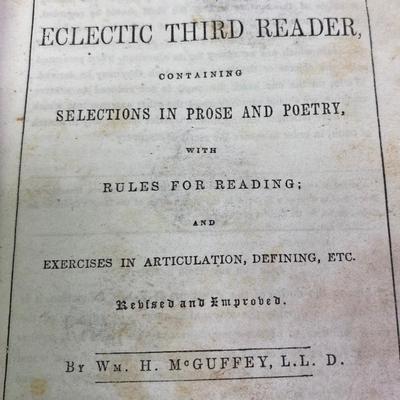 ECLECTIC THIRD READER,
CONTAINING
SELECTIONS IN PROSE AND POETRY,
WITH
RULES FOR READING;
AND
EXERCISES IN ARTICULATION, DEFINING, ETC.
Revised and Improved.
BY WM. H. McGUFFEY, L.L. D.